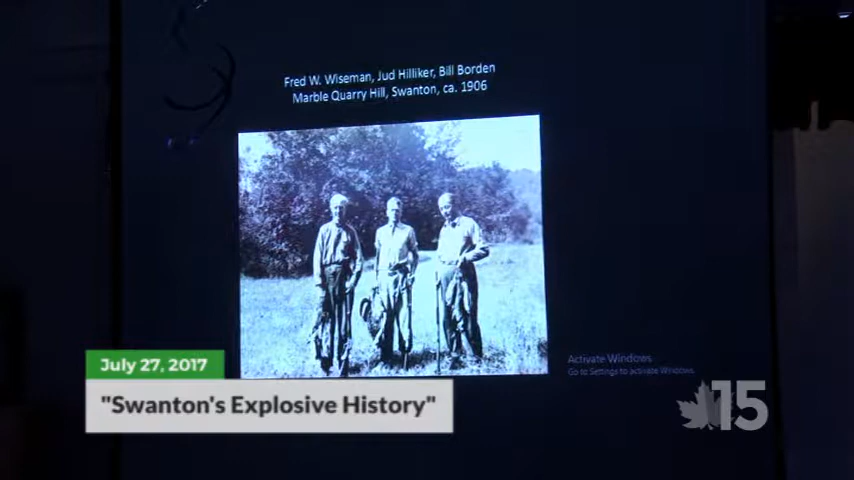 Fred W. Wiseman, Jud Hilliker, Bill Borden
Marble Quarry Hill, Swanton, ca. 1906
Activate Windows
Go to Settings to activate Windows.
July 27, 2017
"Swanton's Explosive History"
15